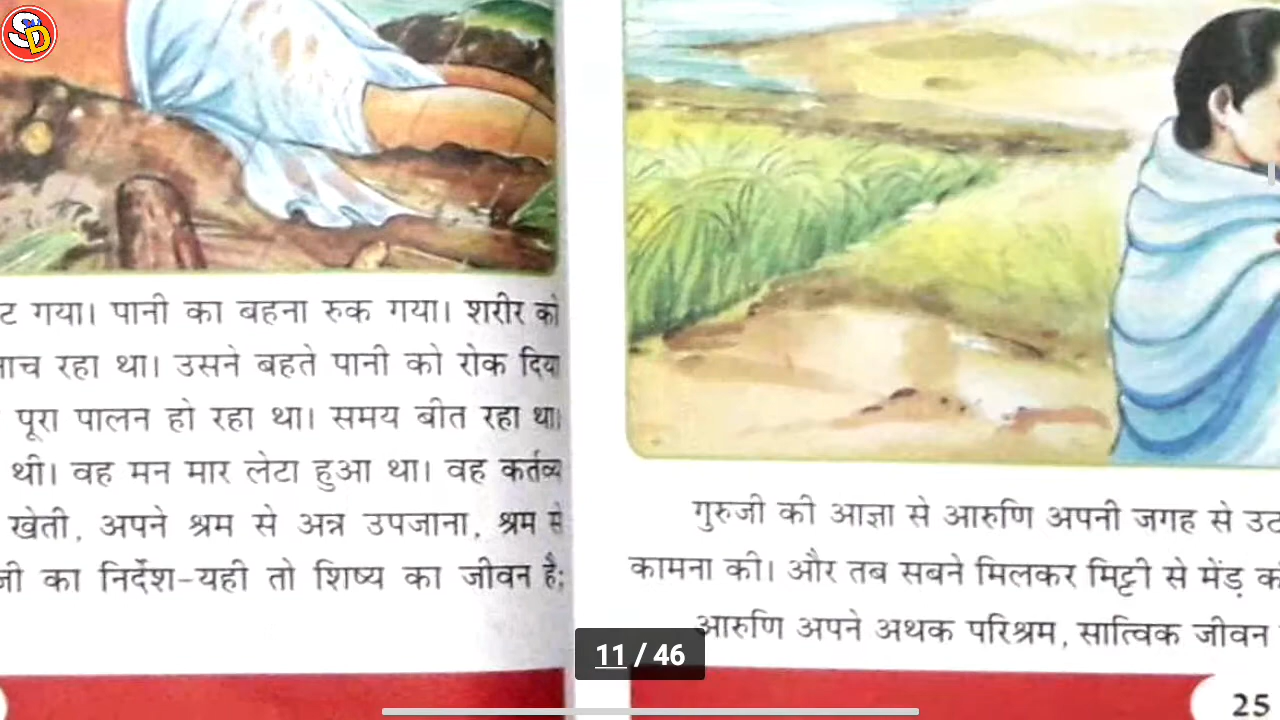 गया। पानी का बहना रुक गया। शरीर को
रहा था। उसने बहते पानी को रोक दिया
पूरा पालन हो रहा था। समय बीत रहा था।
थी। वह मन मार लेटा हुआ था। वह कर्तव्य
खेती, अपने श्रम से अन्न उपजाना, श्रम से
जी का निर्देश-यही तो शिष्य का जीवन है;
गुरुजी की आज्ञा से आरुणि अपनी जगह से
कामना की। और तब सबने मिलकर मिट्टी से मेंड़
आरुणि अपने अथक परिश्रम, सात्विक जीवन
11 / 46
25